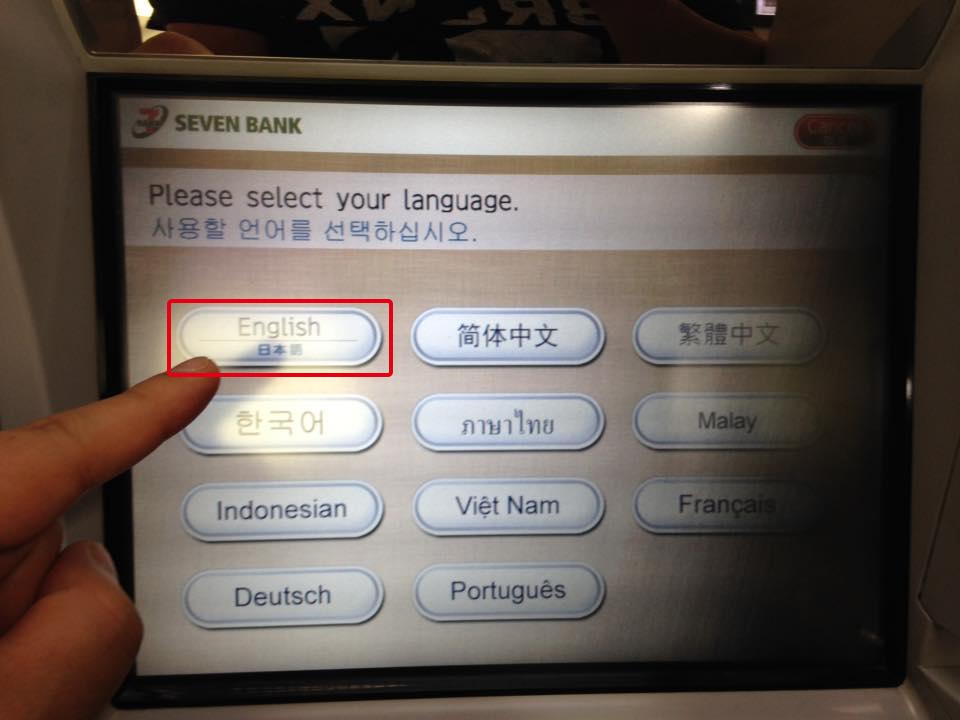 SEVEN BANK
Cancel
Please select your language.
사용할 언어를 선택하십시오.
English
日本語
简体中文
繁體中文
한국어
ภาษาไทย
Malay
Indonesian
Việt Nam
Français
Deutsch
Português